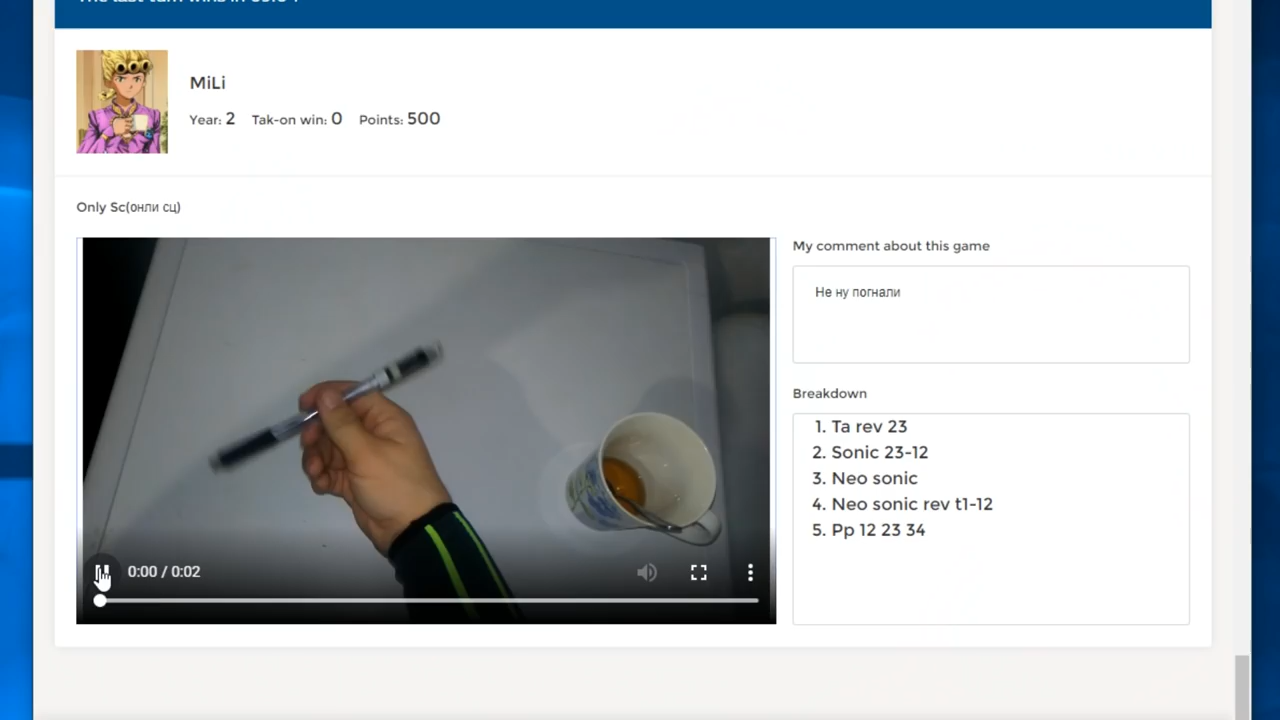 MiLi
Year: 2 Tak-on win: 0 Points: 500
Only Sc(онли сц)
My comment about this game
Не ну погнали
Breakdown
1. Ta rev 23
2. Sonic 23-12
3. Neo sonic
4. Neo sonic rev t1-12
5. Pp 12 23 34
0:00 / 0:02